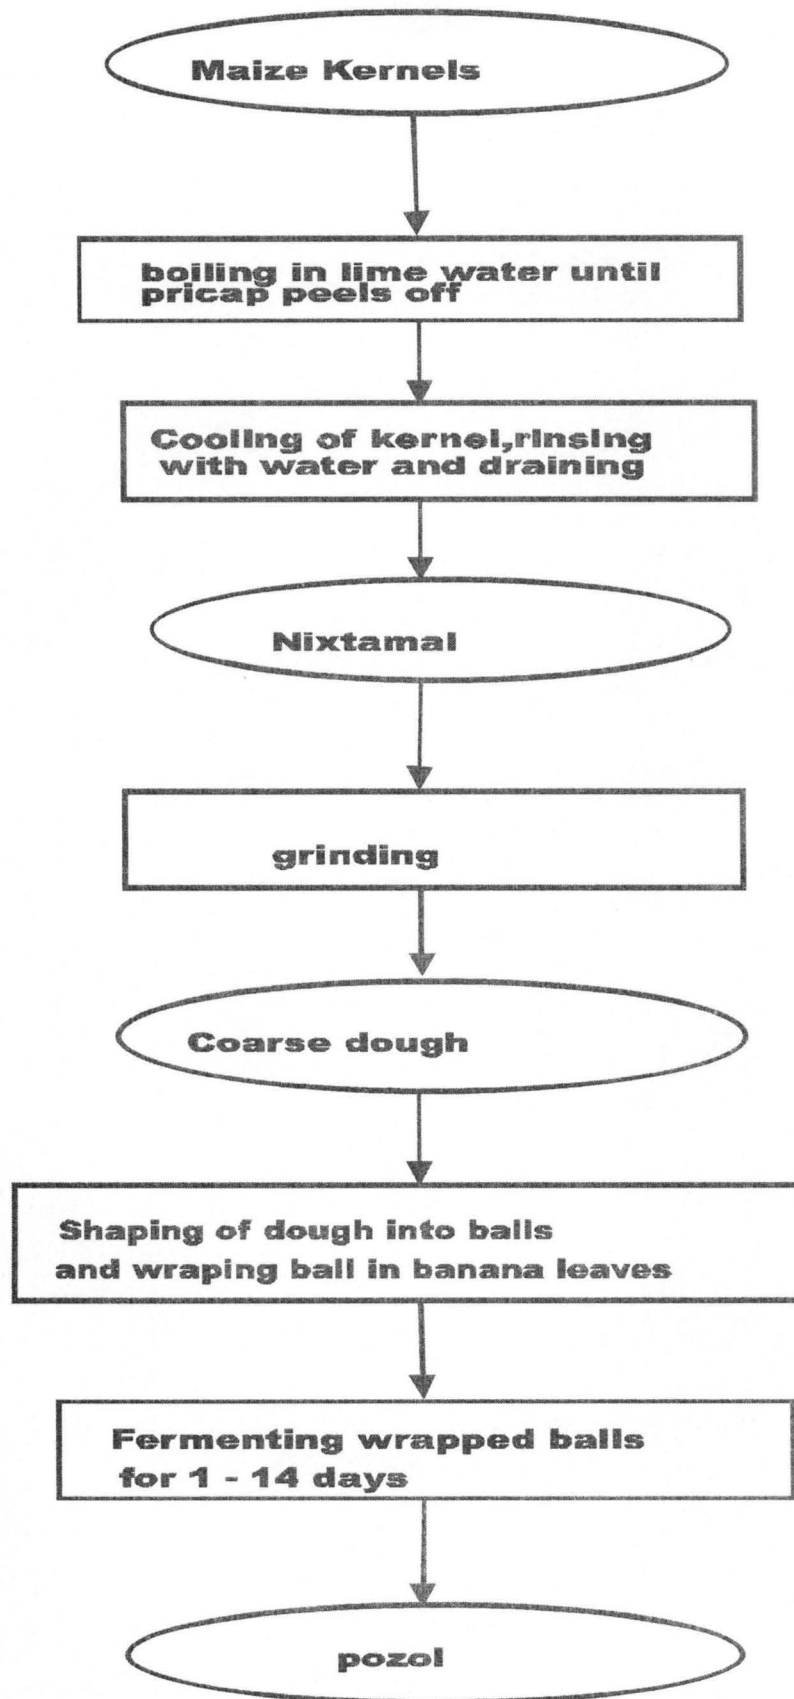 Maize Kernels
boiling in lime water until
pricap peels off
Cooling of kernel,rinsing
with water and draining
Nixtamal
grinding
Coarse dough
Shaping of dough into balls
and wraping ball in banana leaves
Fermenting wrapped balls
for 1 - 14 days
pozol